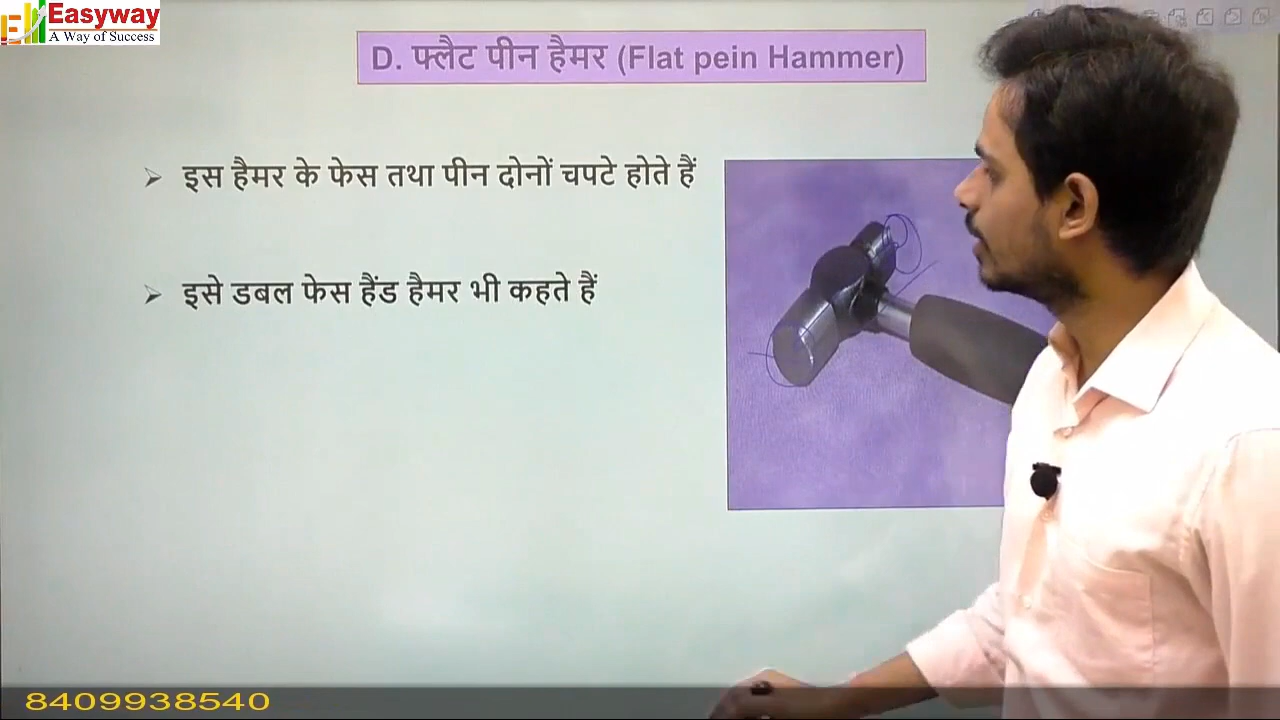 Easyway
A Way of Success
D. फ्लैट पीन हैमर (Flat pein Hammer)
इस हैमर के फेस तथा पीन दोनों चपटे होते हैं
इसे डबल फेस हैंड हैमर भी कहते हैं
8409938540